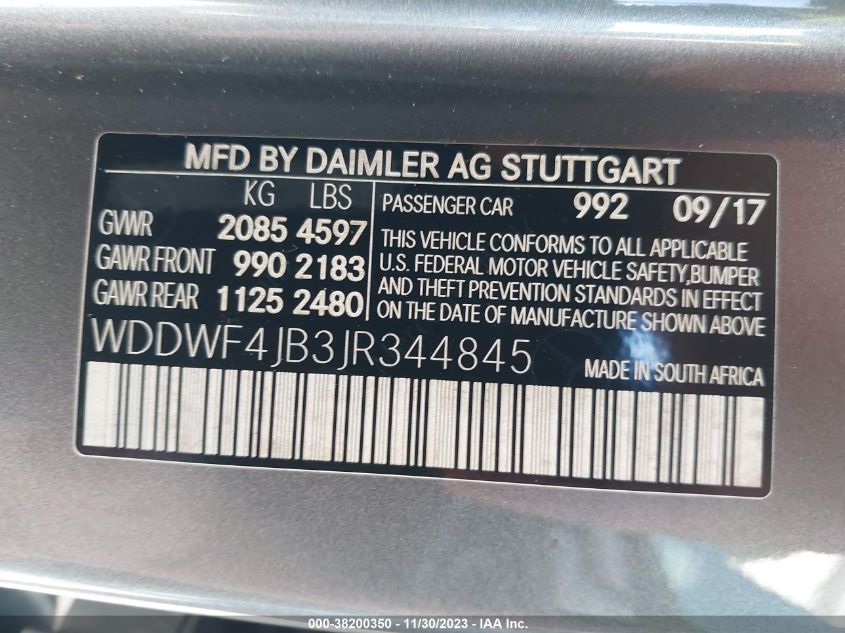 MFD BY DAIMLER AG STUTTGART
KG LBS
GVWR 2085 4597
GAWR FRONT 990 2183
GAWR REAR 1125 2480
PASSENGER CAR 992 09/17
THIS VEHICLE CONFORMS TO ALL APPLICABLE
U.S. FEDERAL MOTOR VEHICLE SAFETY,BUMPER
AND THEFT PREVENTION STANDARDS IN EFFECT
ON THE DATE OF MANUFACTURE SHOWN ABOVE
WDDWF4JB3JR344845
MADE IN SOUTH AFRICA
000-38200350 - 11/30/2023 - IAA Inc.